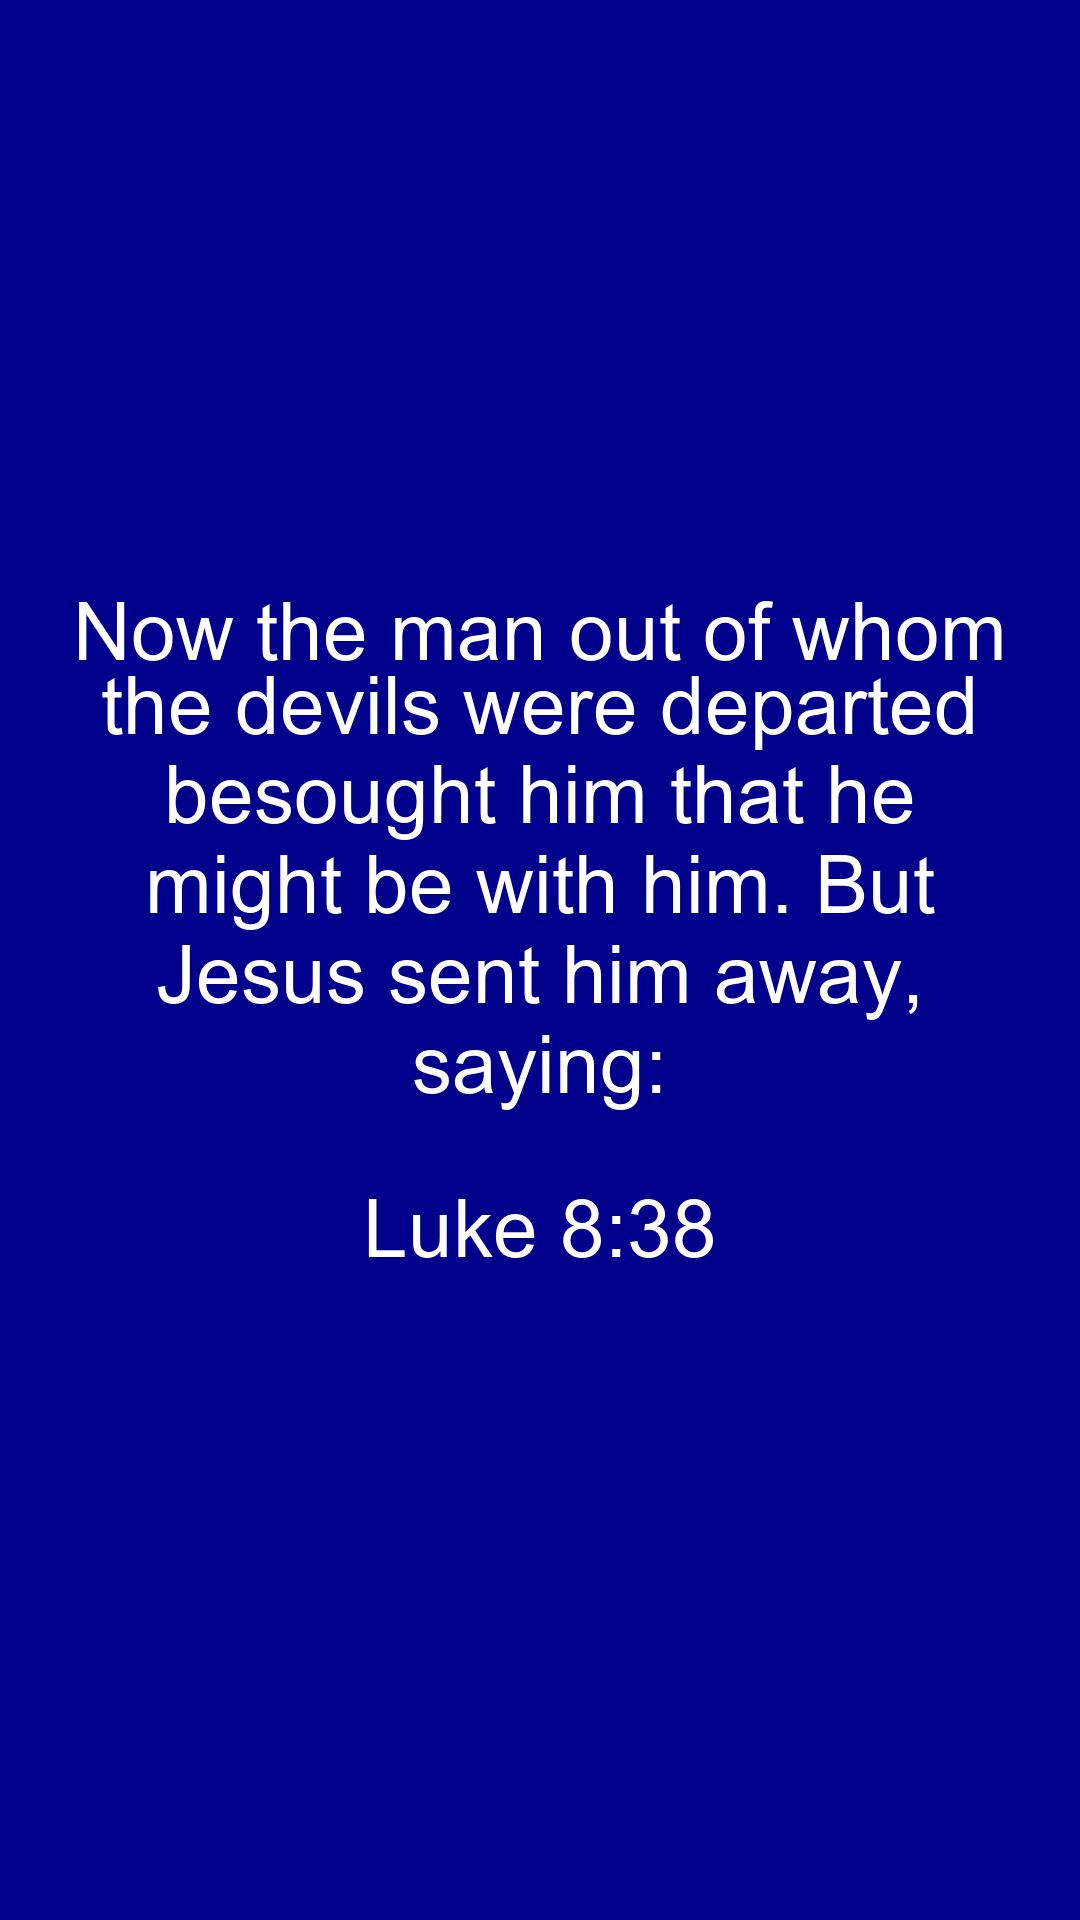 Now the man out of whom
the devils were departed
besought him that he
might be with him. But
Jesus sent him away,
saying:
Luke 8:38